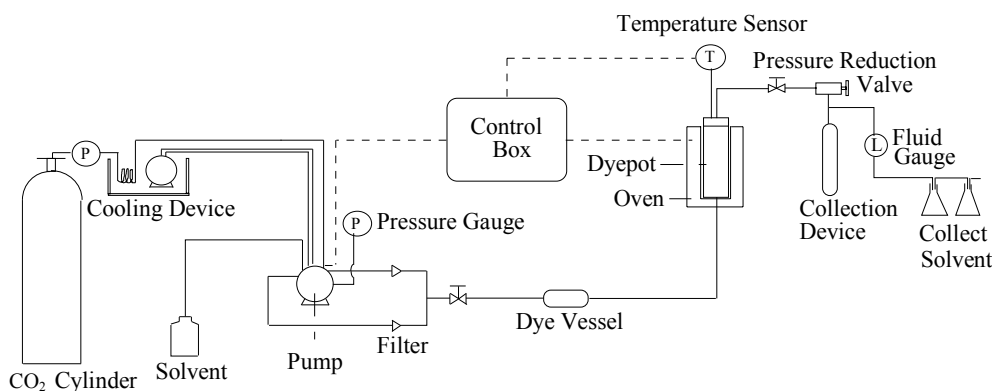 Temperature Sensor
T
Pressure Reduction
Valve
Control
Box
P
Fluid
Gauge
L
Dyepot
Oven
Cooling Device
P
Pressure Gauge
Collection
Device
Collect
Solvent
Dye Vessel
Filter
Pump
Solvent
CO₂ Cylinder